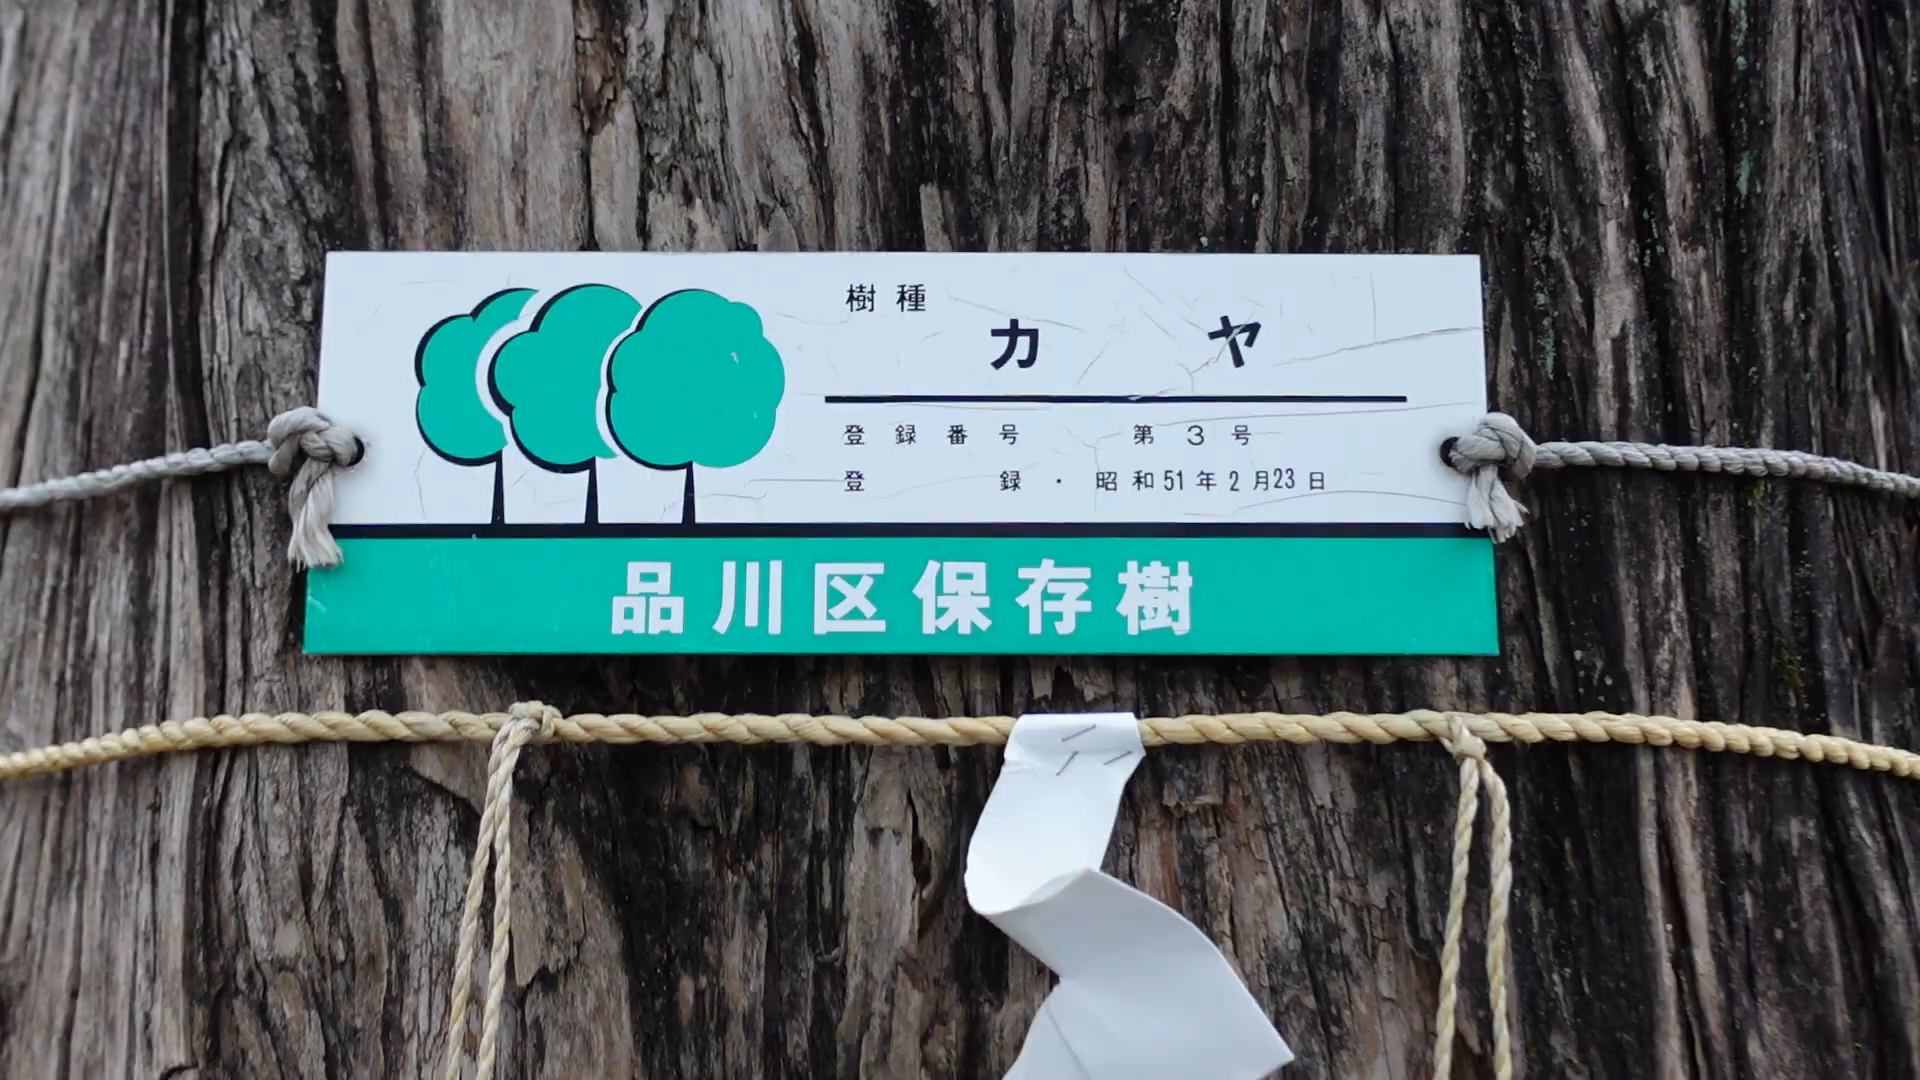 樹種
カヤ
登録番号 第3号
登録・昭和51年2月23日
品川区保存樹